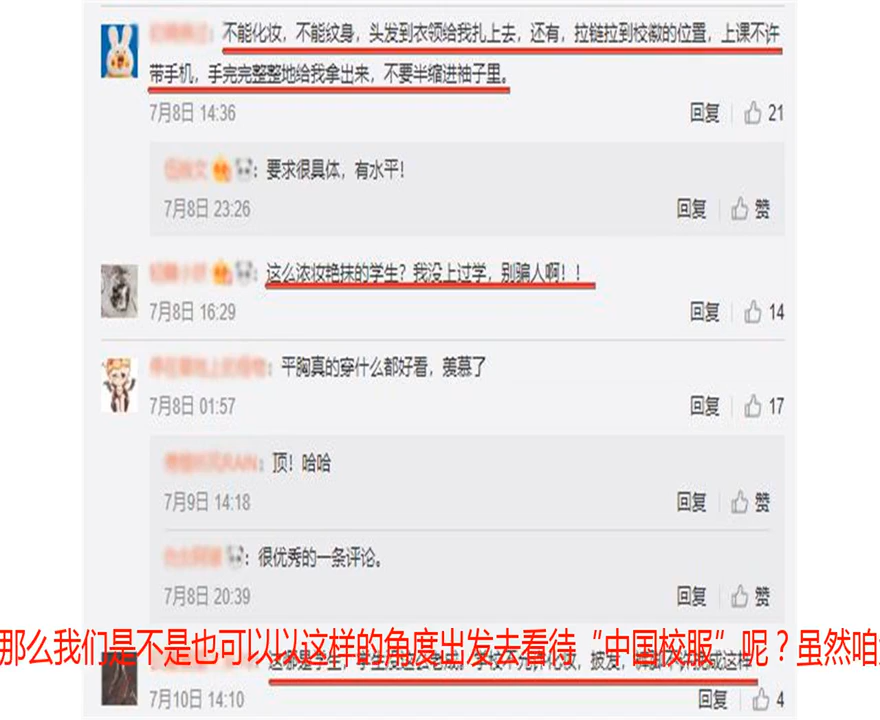 不能化妆，不能纹身，头发到衣领给我扎上去，还有，拉链拉到校徽的位置，上课不许
带手机，手完完整整地给我拿出来，不要半缩进袖子里。
7月8日 14:36 回复 21
：要求很具体，有水平！
7月8日 23:26 回复 赞
：这么浓妆艳抹的学生？我没上过学，别骗人啊！！
7月8日 16:29 回复 14
：平胸真的穿什么都好看，羡慕了
7月8日 01:57 回复 17
：顶！哈哈
7月9日 14:18 回复 赞
：很优秀的一条评论。
7月8日 20:39 回复 赞
那么我们是不是也可以以这样的角度出发去看待“中国校服”呢？虽然咱
7月10日 14:10 回复 4